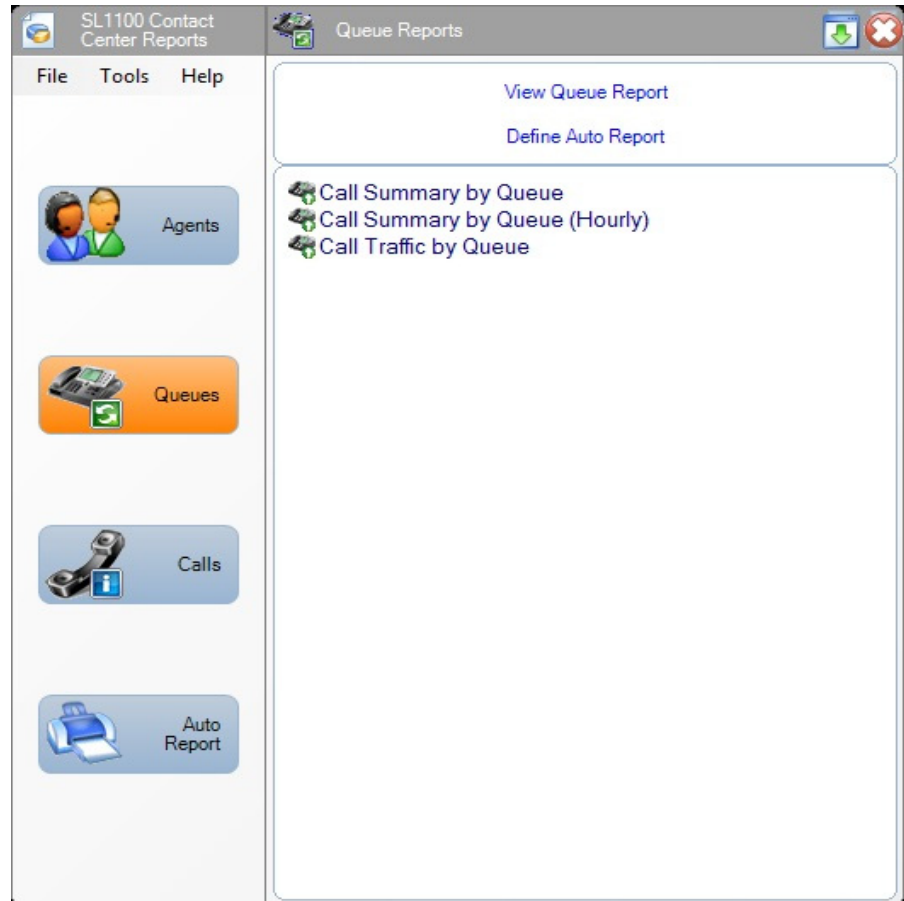 SL1100 Contact
Center Reports
Queue Reports
File Tools Help
View Queue Report
Define Auto Report
Agents
Queues
Calls
Auto
Report
Call Summary by Queue
Call Summary by Queue (Hourly)
Call Traffic by Queue